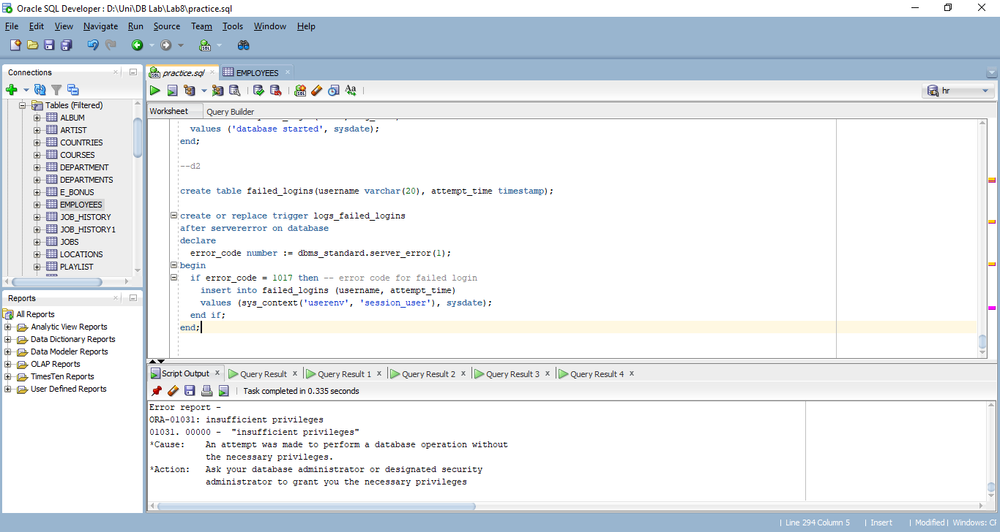 Oracle SQL Developer : D:\Uni\DB Lab\Lab8\practice.sql
File Edit View Navigate Run Source Team Tools Window Help
Connections
Tables (Filtered)
ALBUM
ARTIST
COUNTRIES
COURSES
DEPARTMENT
DEPARTMENTS
E_BONUS
EMPLOYEES
JOB_HISTORY
JOB_HISTORY1
JOBS
LOCATIONS
PLAYLIST
Reports
All Reports
Analytic View Reports
Data Dictionary Reports
Data Modeler Reports
OLAP Reports
TimesTen Reports
User Defined Reports
practice.sql EMPLOYEES
hr
Worksheet Query Builder
values ('database started', sysdate);
end;
--d2
create table failed_logins(username varchar(20), attempt_time timestamp);
create or replace trigger logs_failed_logins
after servererror on database
declare
error_code number := dbms_standard.server_error(1);
begin
if error_code = 1017 then -- error code for failed login
insert into failed_logins (username, attempt_time)
values (sys_context('userenv', 'session_user'), sysdate);
end if;
end;
Script Output Query Result Query Result 1 Query Result 2 Query Result 3 Query Result 4
Task completed in 0.335 seconds
Error report -
ORA-01031: insufficient privileges
01031. 00000 - "insufficient privileges"
*Cause: An attempt was made to perform a database operation without
the necessary privileges.
*Action: Ask your database administrator or designated security
administrator to grant you the necessary privileges
Line 294 Column 5 | Insert | Modified | Windows: